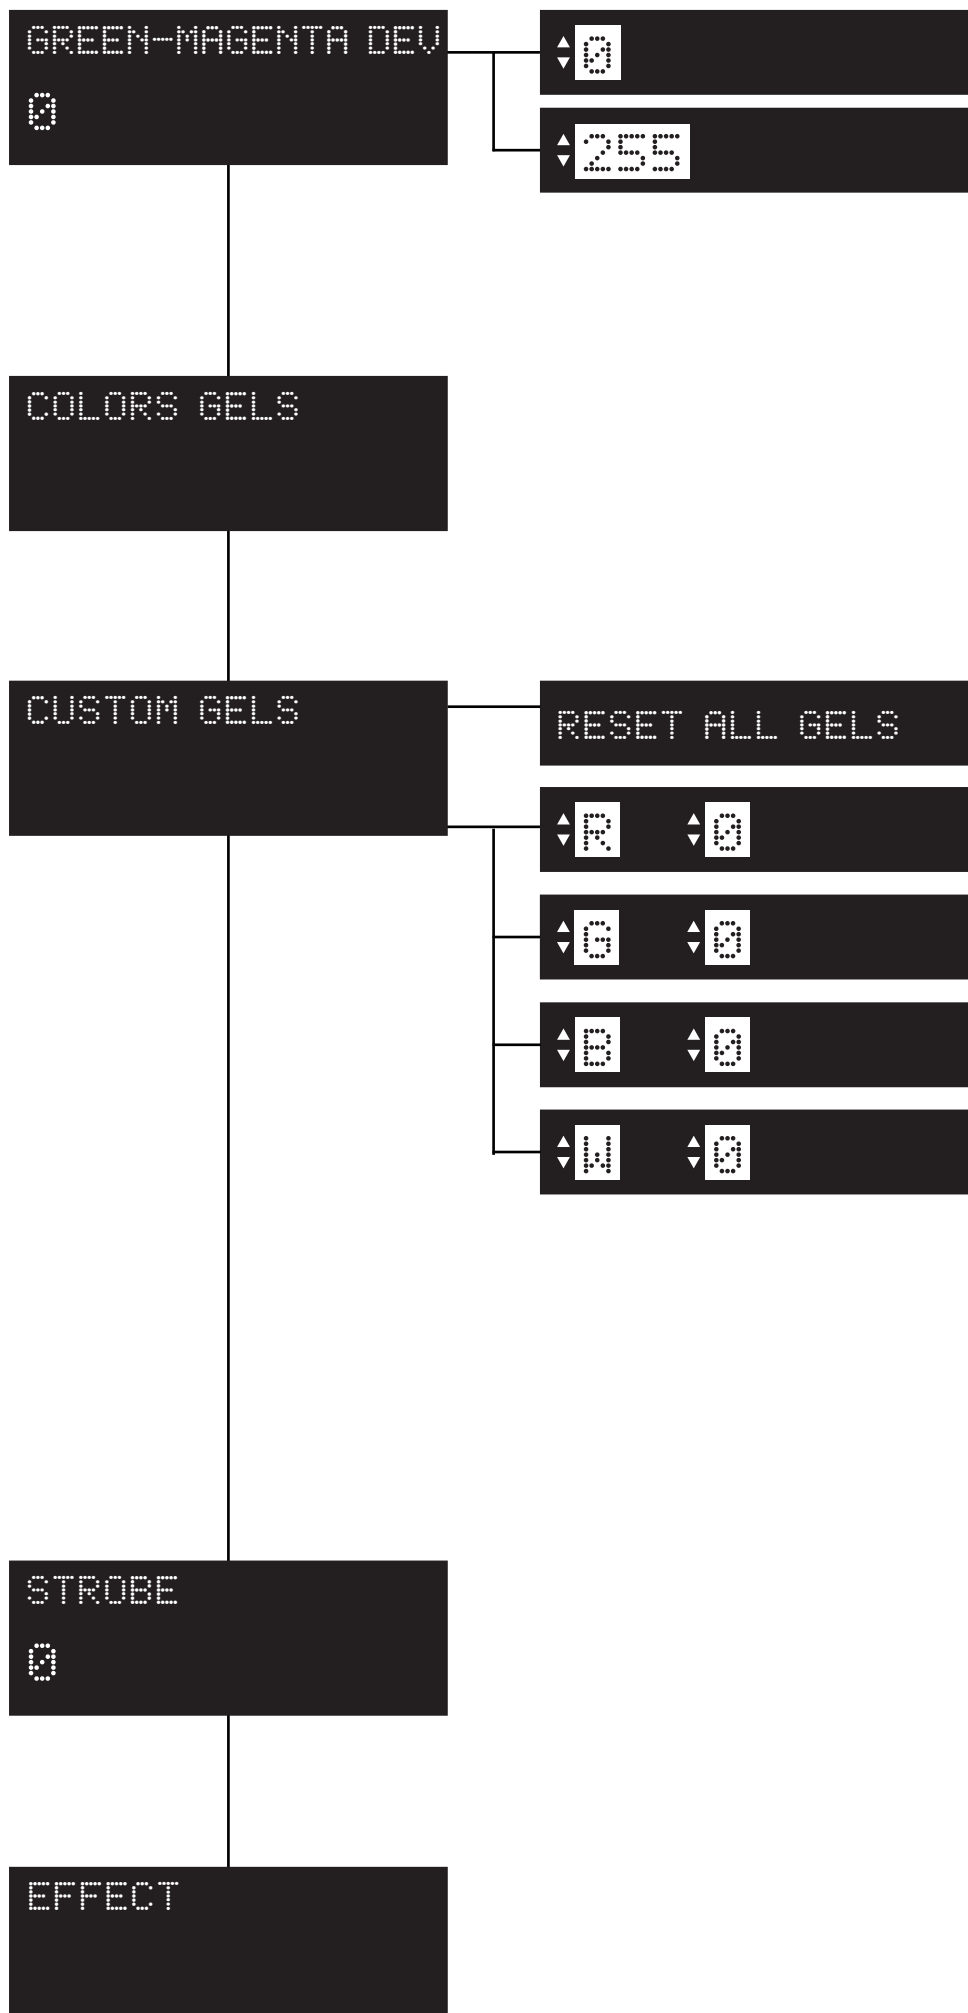 GREEN-MAGENTA DEV
0
0
255
COLORS GELS
CUSTOM GELS
RESET ALL GELS
R 0
G 0
B 0
W 0
STROBE
0
EFFECT